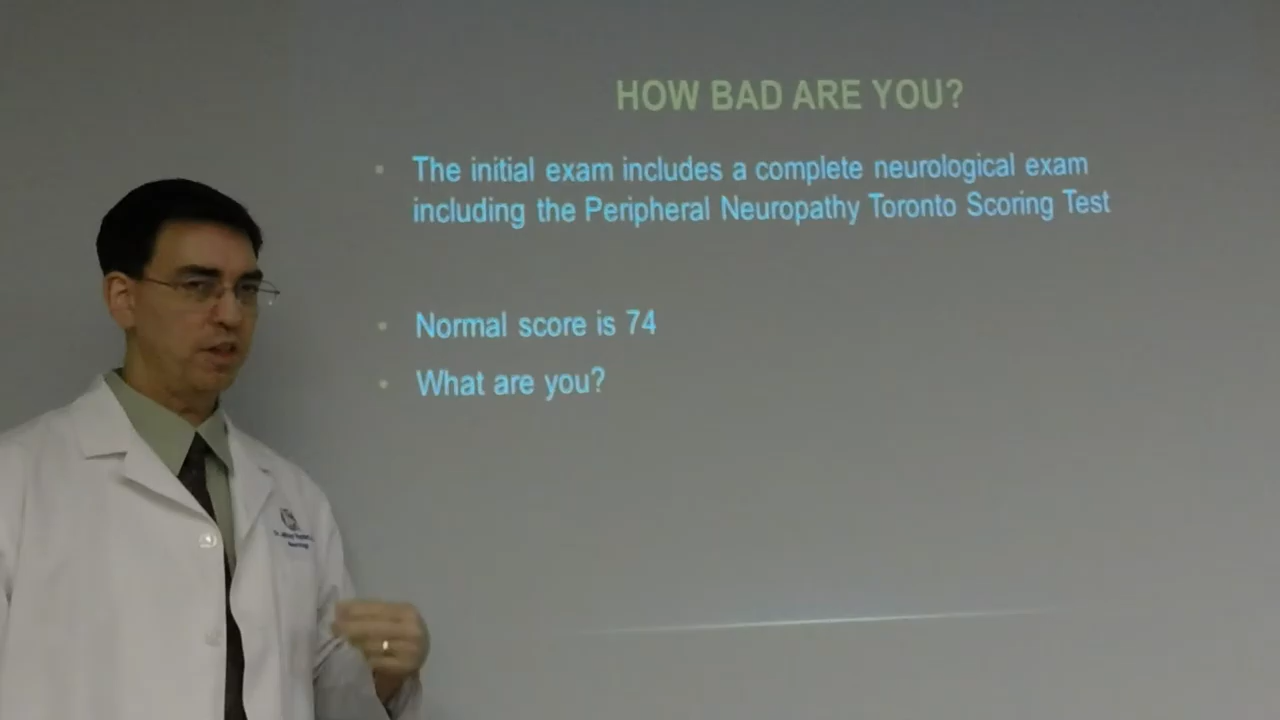 HOW BAD ARE YOU?
The initial exam includes a complete neurological exam
including the Peripheral Neuropathy Toronto Scoring Test
Normal score is 74
What are you?